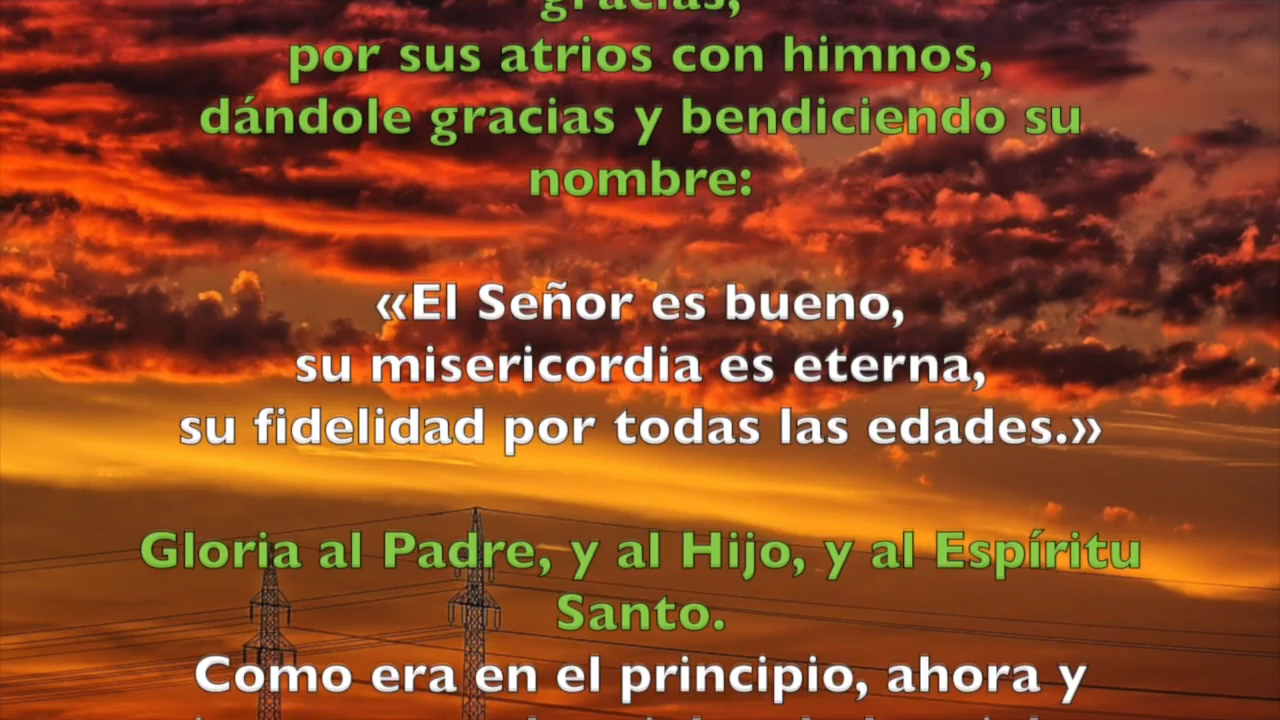 gracias,
por sus atrios con himnos,
dándole gracias y bendiciendo su
nombre:
«El Señor es bueno,
su misericordia es eterna,
su fidelidad por todas las edades.»
Gloria al Padre, y al Hijo, y al Espíritu
Santo.
Como era en el principio, ahora y